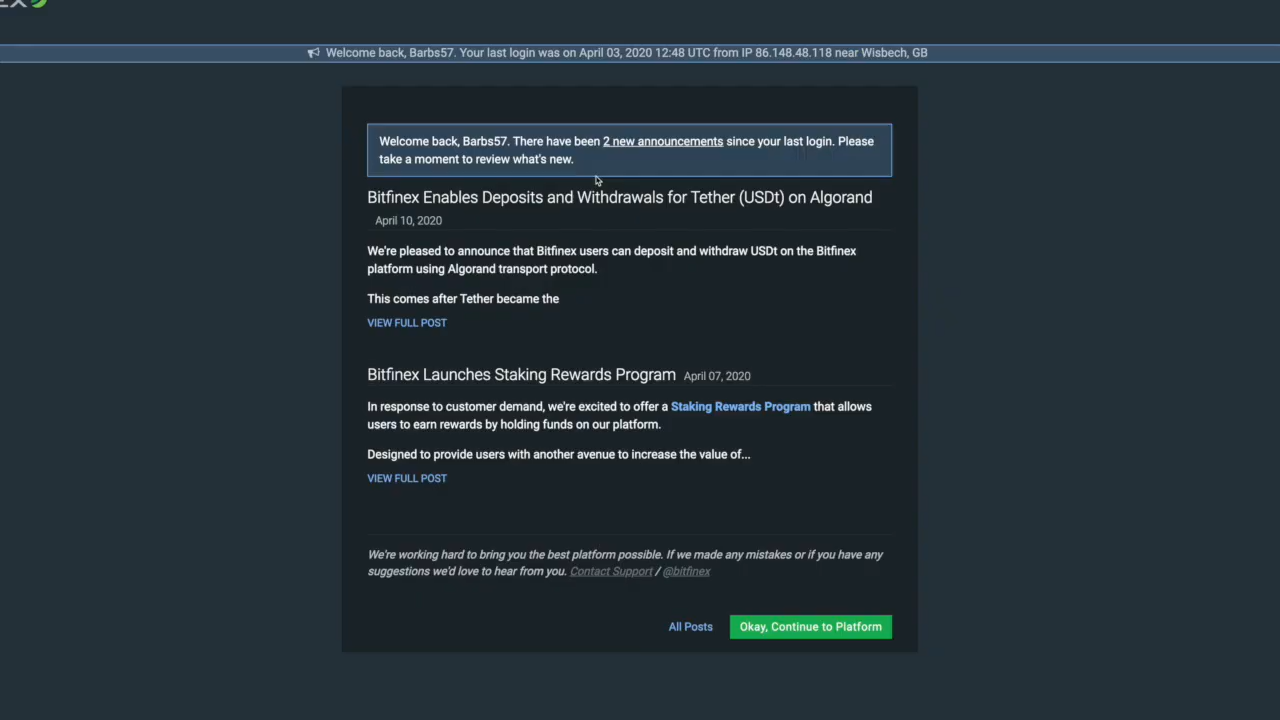 Welcome back, Barbs57. Your last login was on April 03, 2020 12:48 UTC from IP 86.148.48.118 near Wisbech, GB
Welcome back, Barbs57. There have been 2 new announcements since your last login. Please
take a moment to review what's new.
Bitfinex Enables Deposits and Withdrawals for Tether (USDt) on Algorand
April 10, 2020
We're pleased to announce that Bitfinex users can deposit and withdraw USDt on the Bitfinex
platform using Algorand transport protocol.
This comes after Tether became the
VIEW FULL POST
Bitfinex Launches Staking Rewards Program April 07, 2020
In response to customer demand, we're excited to offer a Staking Rewards Program that allows
users to earn rewards by holding funds on our platform.
Designed to provide users with another avenue to increase the value of...
VIEW FULL POST
We're working hard to bring you the best platform possible. If we made any mistakes or if you have any
suggestions we'd love to hear from you. Contact Support / @bitfinex
All Posts Okay, Continue to Platform